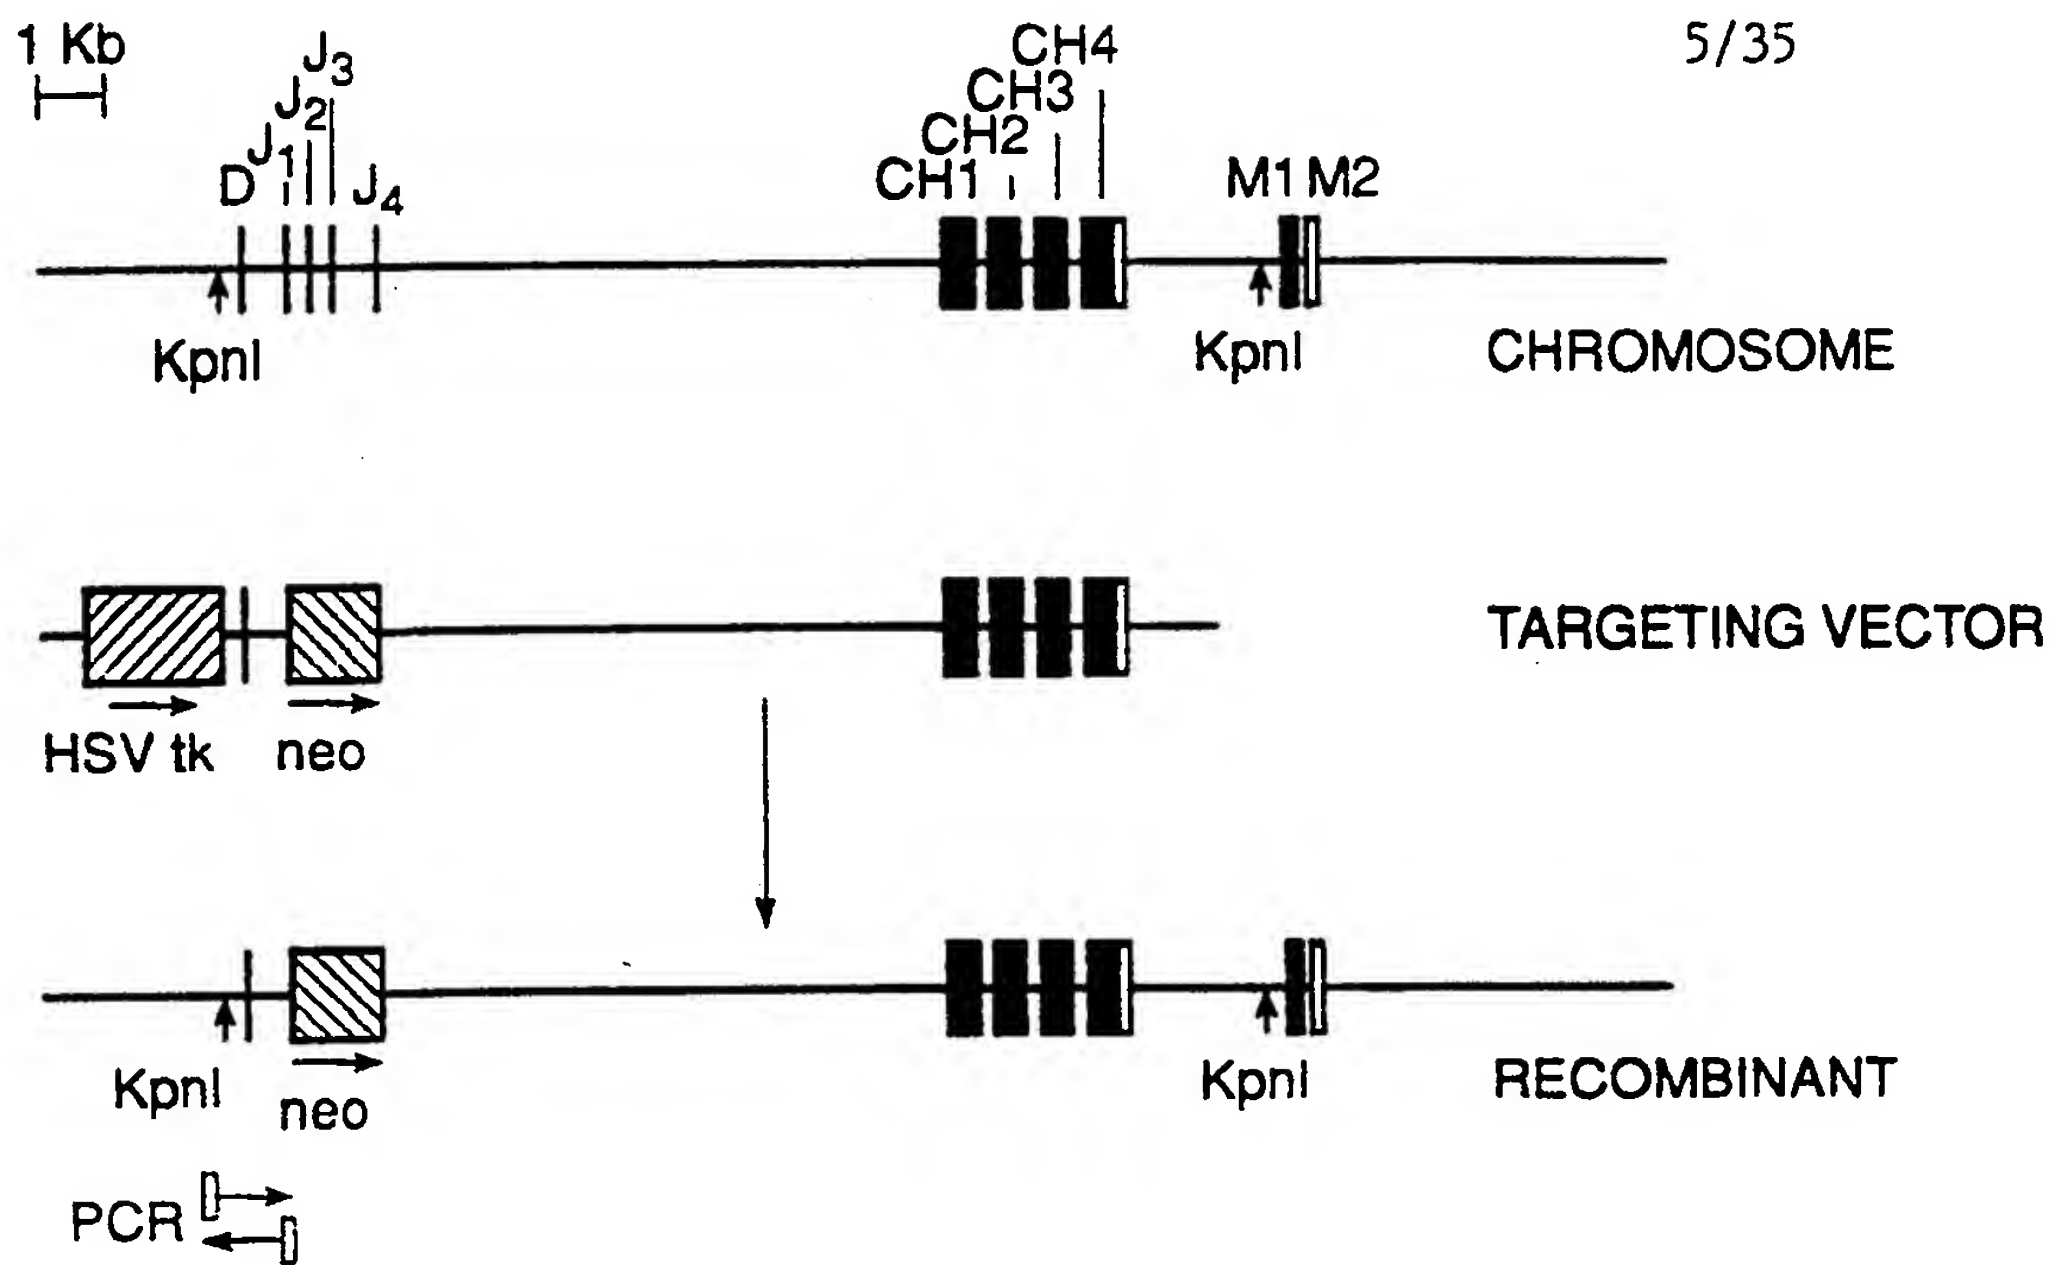 1 Kb
5/35
D
J1
J2
J3
J4
CH1
CH2
CH3
CH4
M1 M2
KpnI
KpnI
CHROMOSOME
TARGETING VECTOR
HSV tk
neo
KpnI
neo
KpnI
RECOMBINANT
PCR